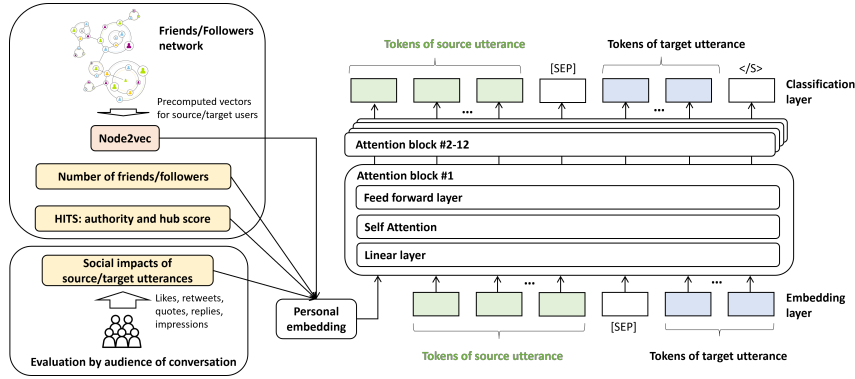 Friends/Followers
network
Precomputed vectors
for source/target users
Node2vec
Number of friends/followers
HITS: authority and hub score
Social impacts of
source/target utterances
Likes, retweets,
quotes, replies,
impressions
Evaluation by audience of conversation
Personal
embedding
Tokens of source utterance
Tokens of target utterance
[SEP]
</S>
Classification
layer
...
...
Attention block #2-12
Attention block #1
Feed forward layer
Self Attention
Linear layer
...
...
Embedding
layer
[SEP]
Tokens of source utterance
Tokens of target utterance